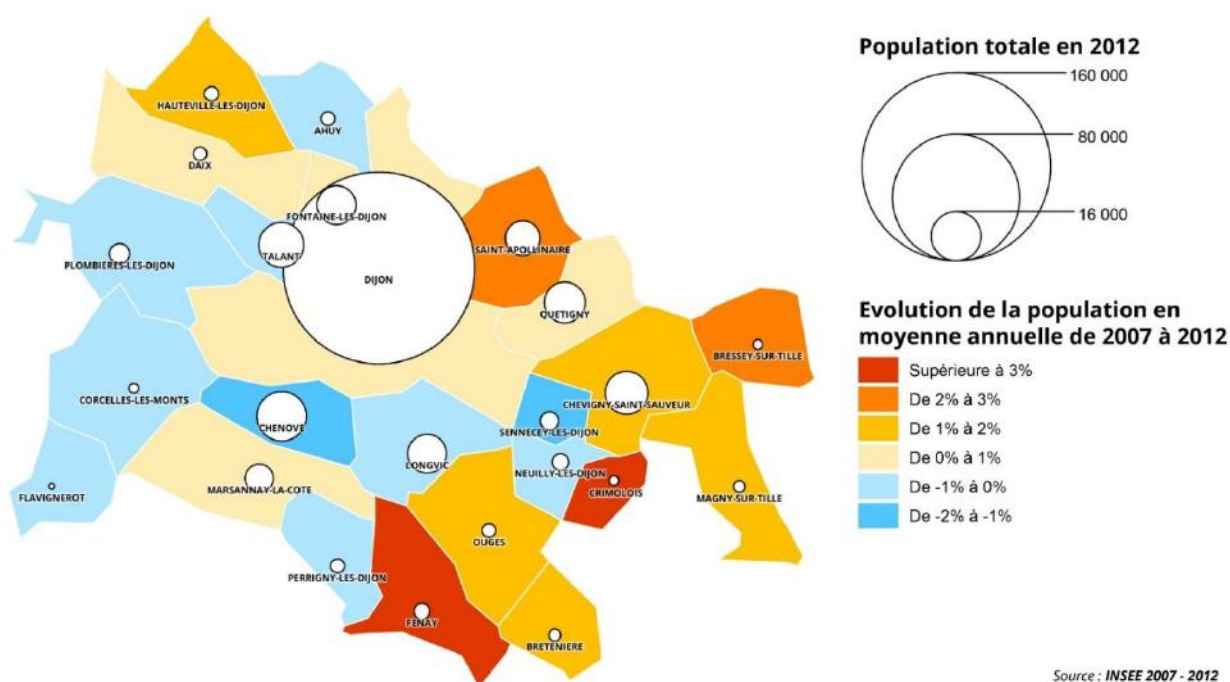 Population totale en 2012
160 000
80 000
16 000
HAUTEVILLE-LES-DIJON
AHUY
DAIX
FONTAINE-LES-DIJON
TALANT
SAINT-APOLLINAIRE
PLOMBIERES-LES-DIJON
DIJON
QUETIGNY
BRESSEY-SUR-TILLE
CORCELLES-LES-MONTS
CHEVIGNY-SAINT-SAUVEUR
CHENOVE
SENNECEY-LES-DIJON
LONGVIC
NEUILLY-LES-DIJON
FLAVIGNEROT
MARSANNAY-LA-COTE
CRIMOLOIS
MAGNY-SUR-TILLE
OUGES
PERRIGNY-LES-DIJON
FENAY
BRETENIERE
Evolution de la population en
moyenne annuelle de 2007 à 2012
Supérieure à 3%
De 2% à 3%
De 1% à 2%
De 0% à 1%
De -1% à 0%
De -2% à -1%
Source : INSEE 2007 - 2012